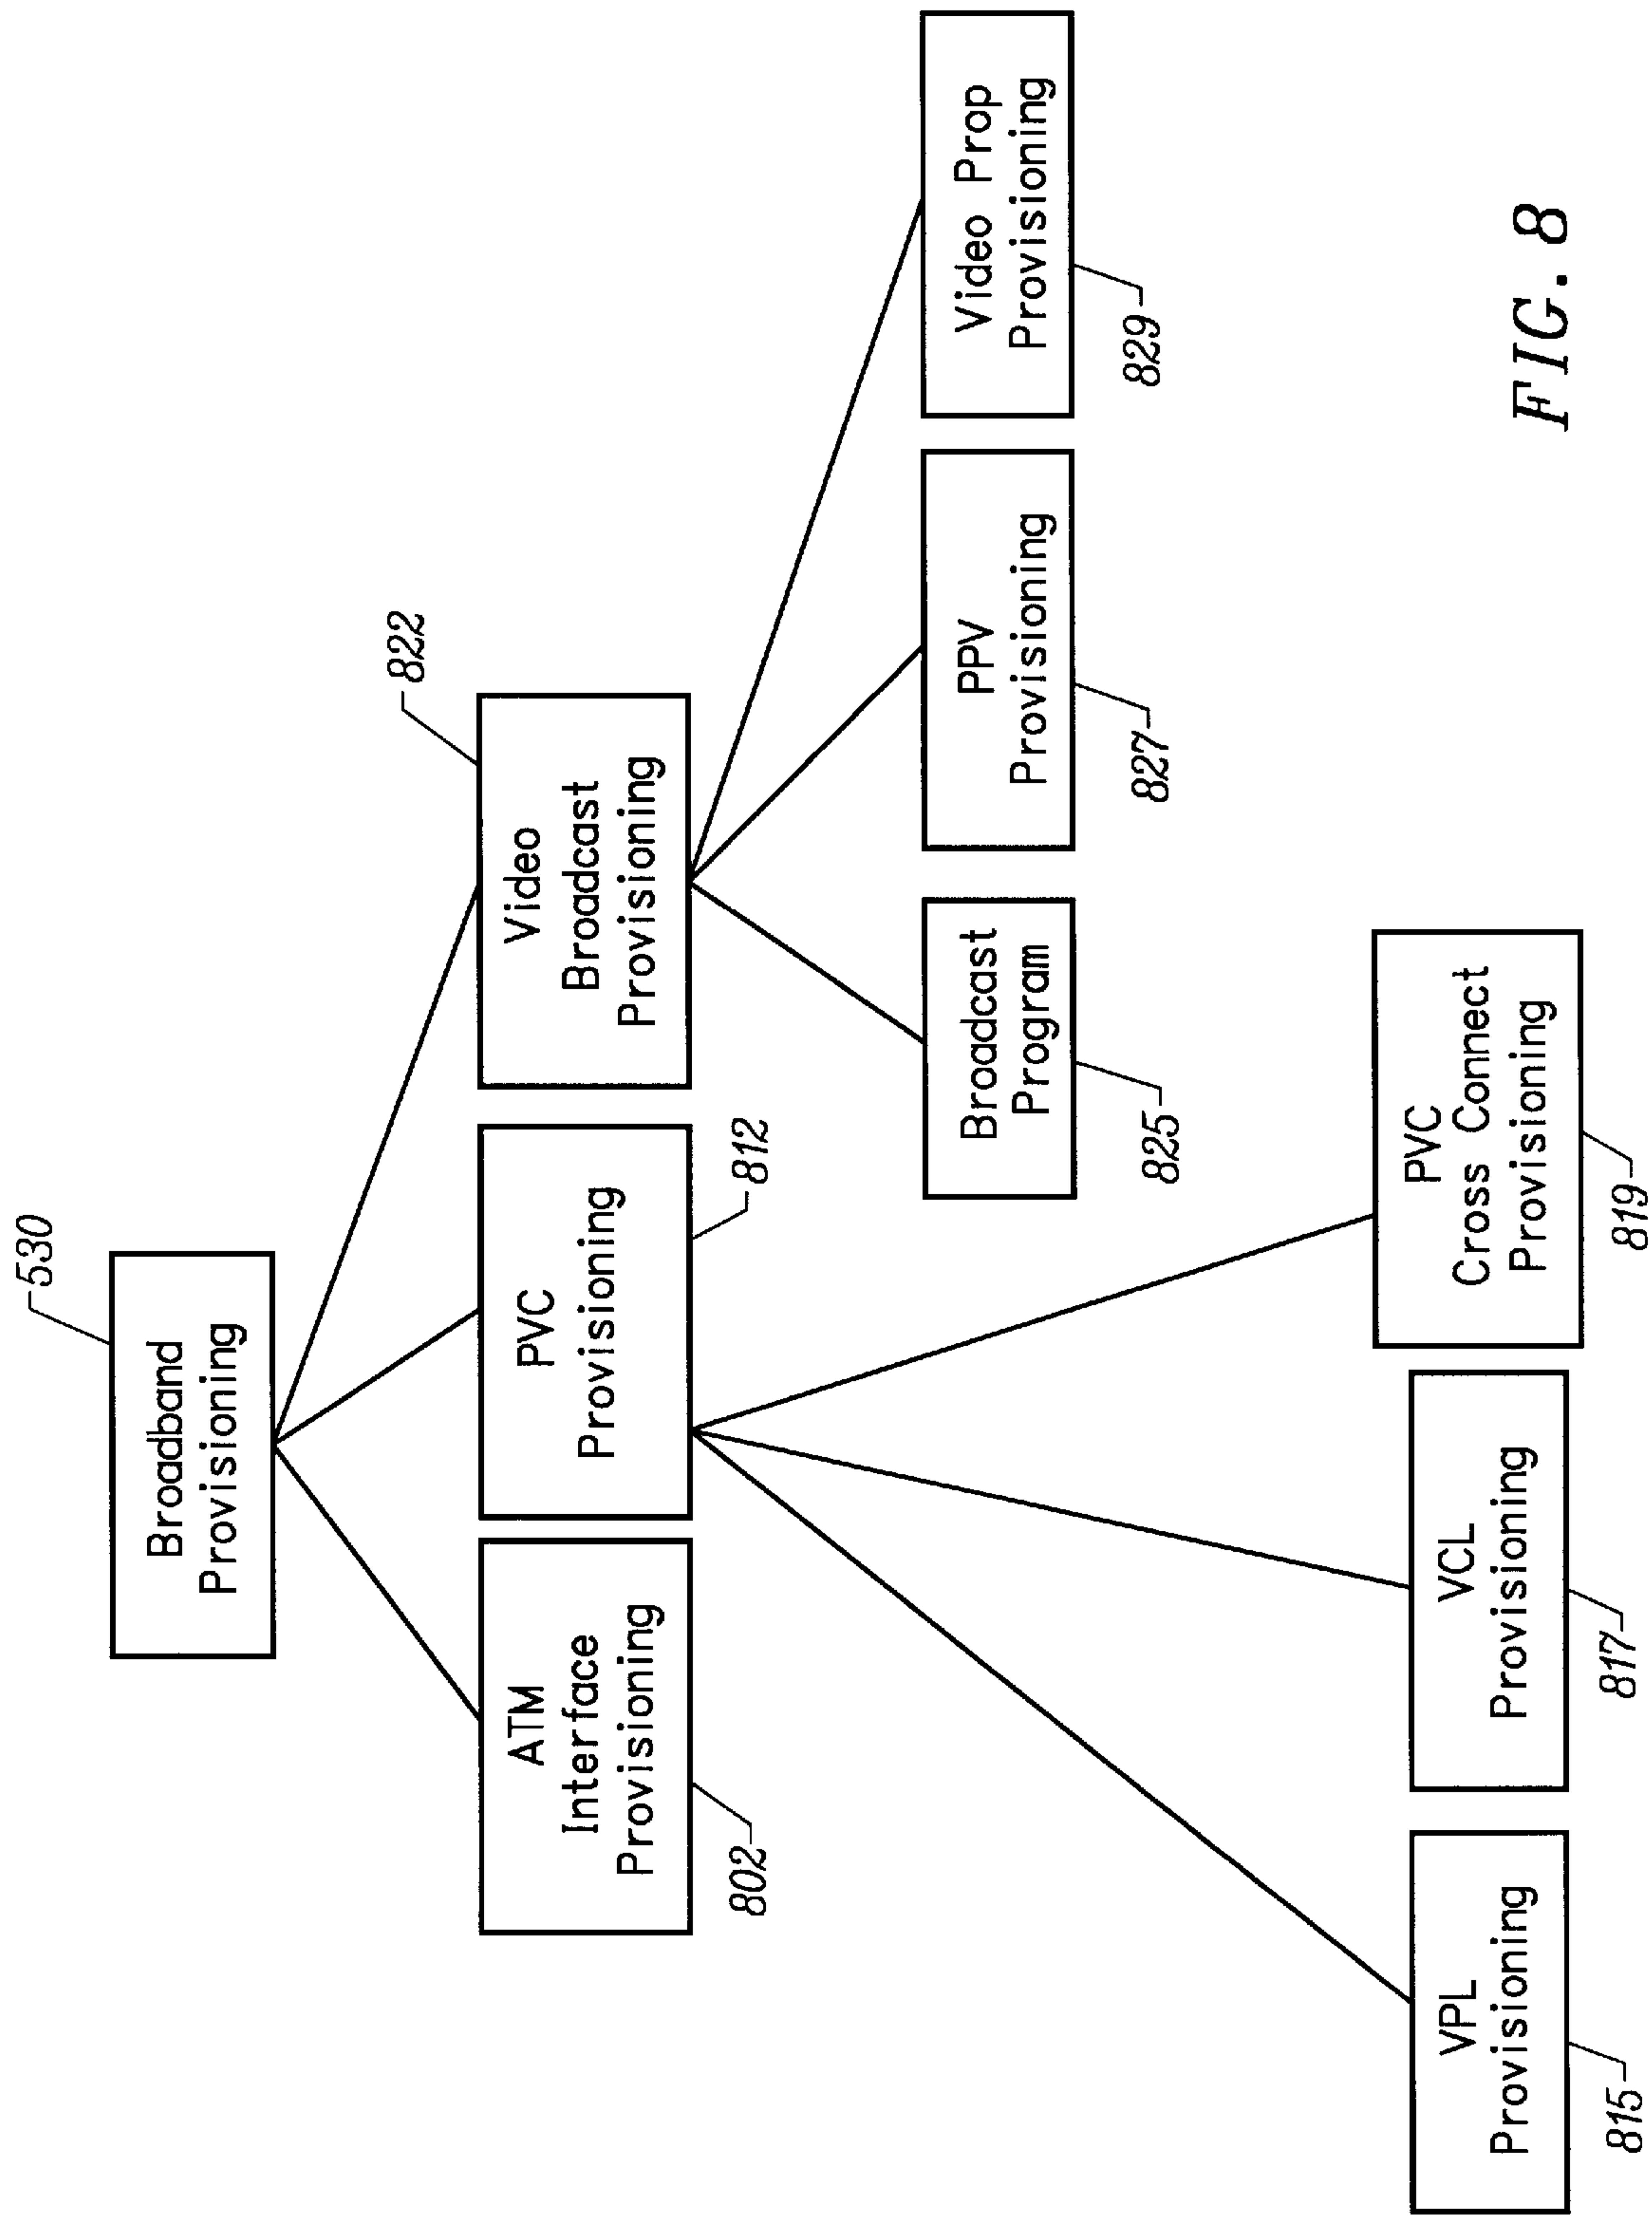 530
Broadband
Provisioning
822
ATM
Interface
Provisioning
802
PVC
Provisioning
812
Video
Broadcast
Provisioning
Broadcast
Program
825
PPV
Provisioning
827
Video Prop
Provisioning
829
VPL
Provisioning
815
VCL
Provisioning
817
PVC
Cross Connect
Provisioning
819
FIG. 8